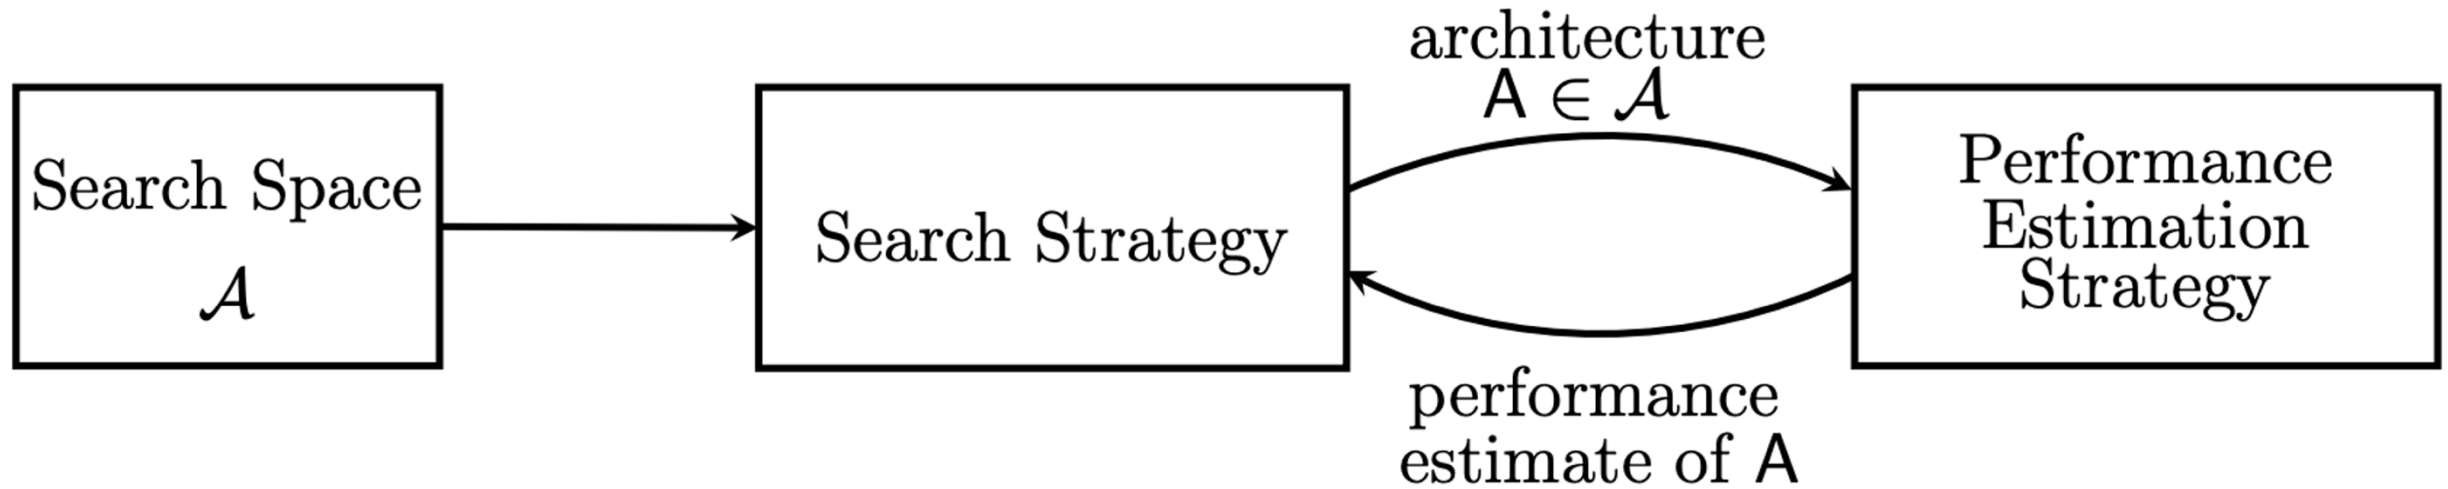 Search Space
𝒜
Search Strategy
architecture
A ∈ 𝒜
performance
estimate of A
Performance
Estimation
Strategy